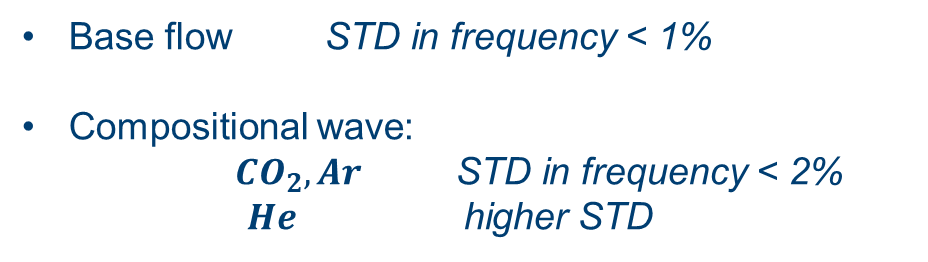 • Base flow STD in frequency < 1%
• Compositional wave:
CO₂, Ar STD in frequency < 2%
He higher STD